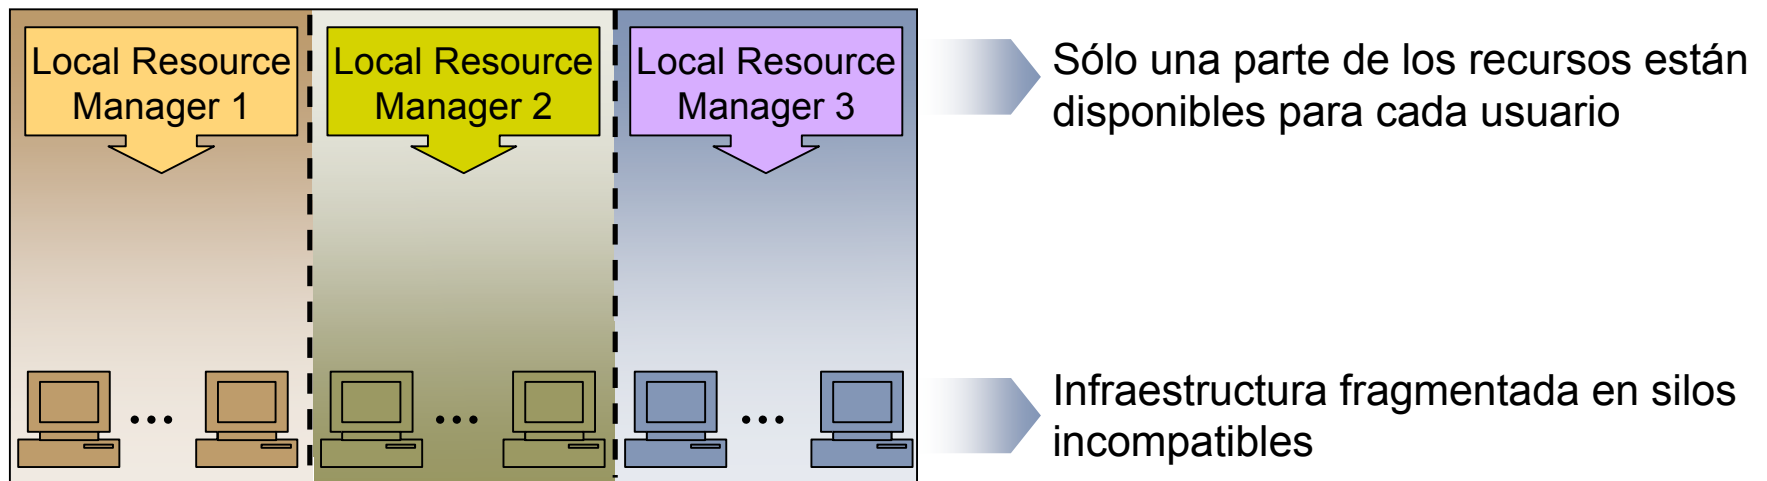 Local Resource
Manager 1
Local Resource
Manager 2
Local Resource
Manager 3
Sólo una parte de los recursos están
disponibles para cada usuario
...
...
...
Infraestructura fragmentada en silos
incompatibles